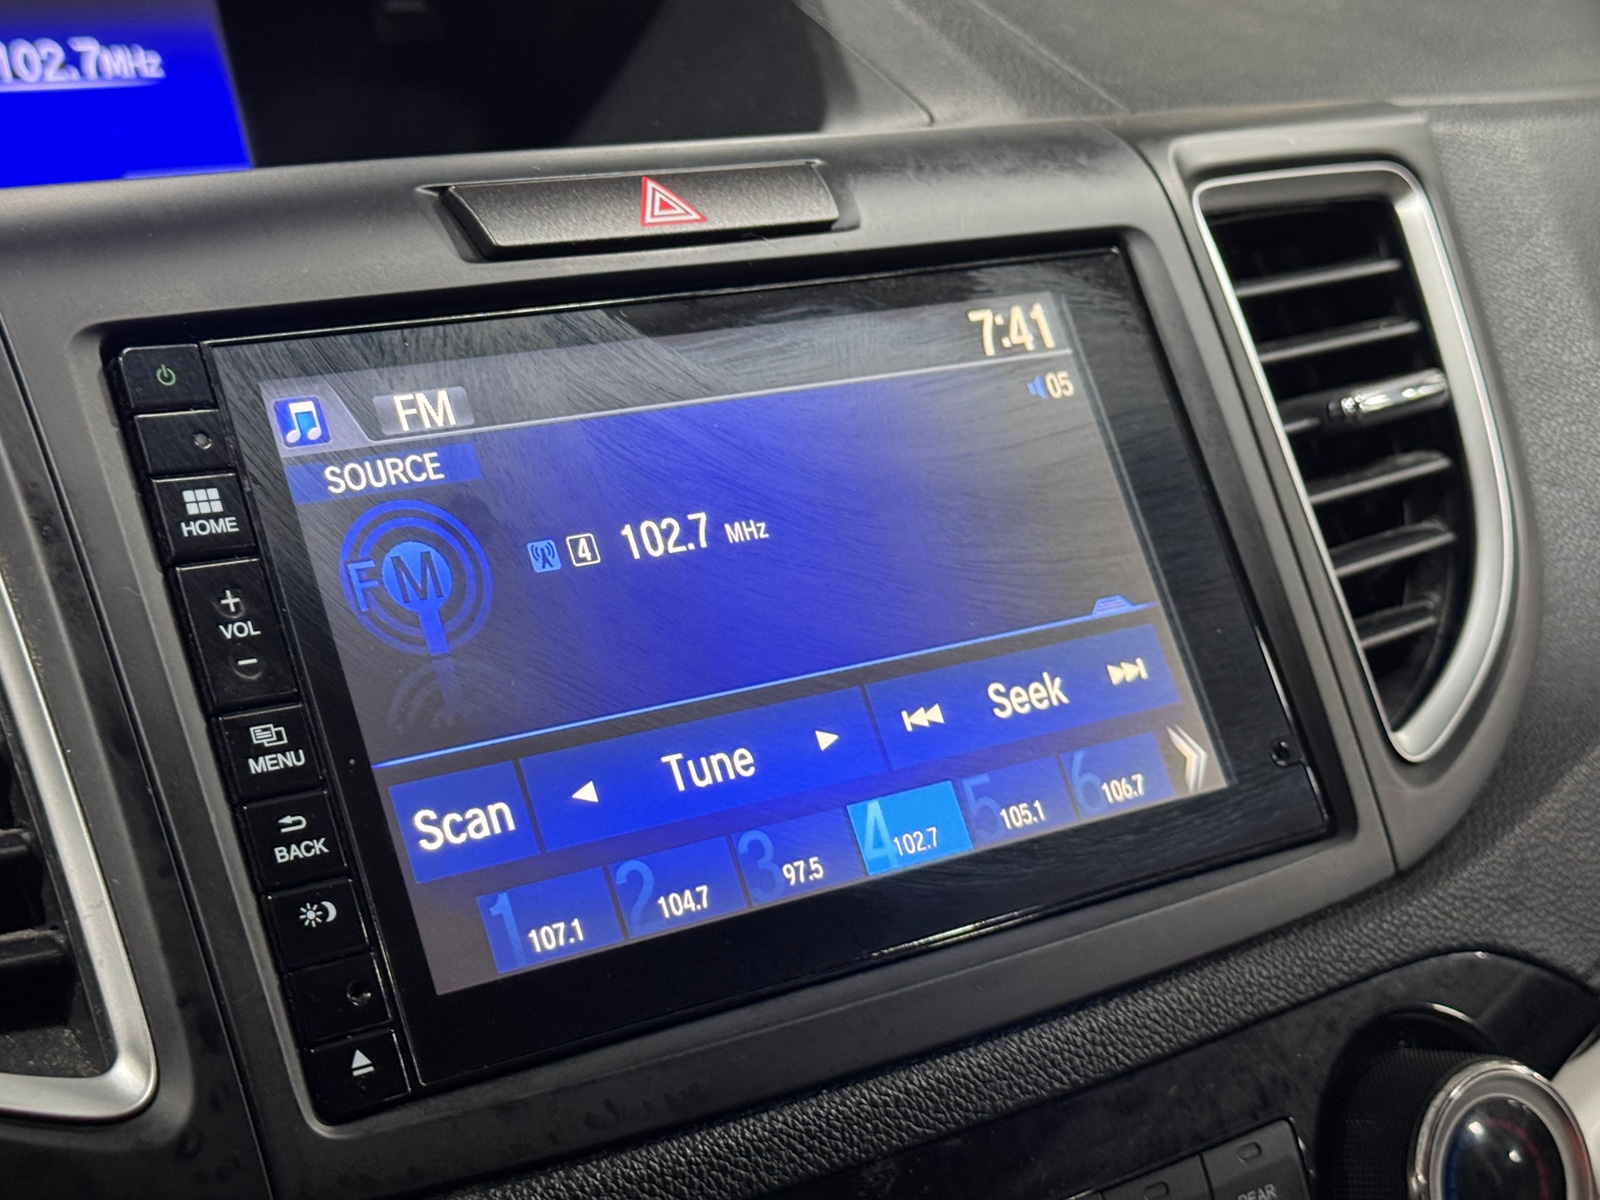 102.7MHz
7:41
FM
05
SOURCE
FM
4 102.7 MHz
HOME
+
VOL
−
MENU
BACK
Scan
Tune
Seek
1 107.1
2 104.7
3 97.5
4 102.7
5 105.1
6 106.7
REAR